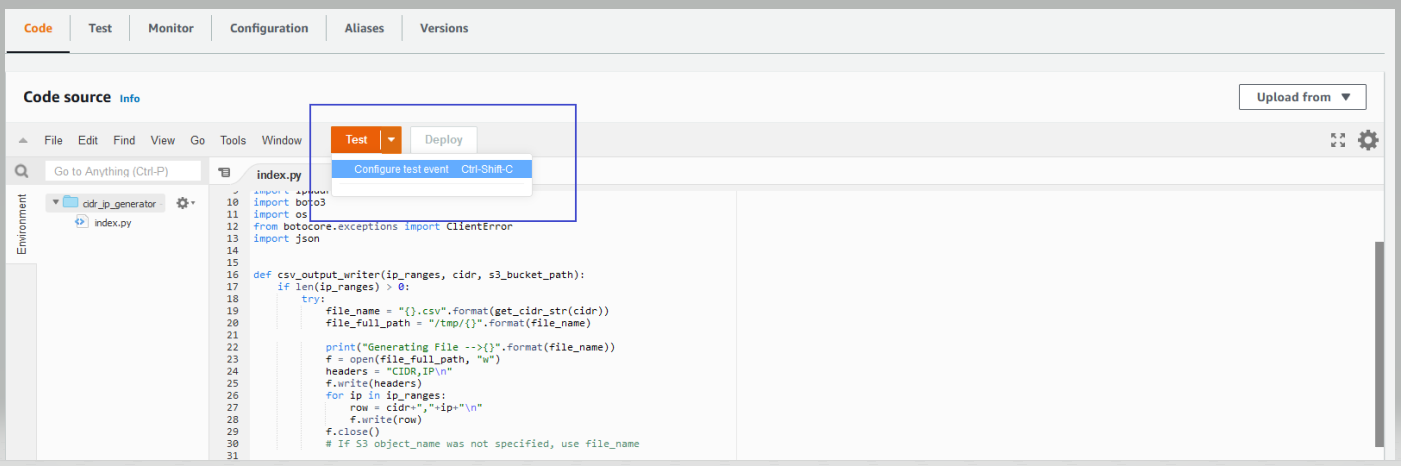 Code Test Monitor Configuration Aliases Versions
Code source Info
Upload from
File Edit Find View Go Tools Window Test Deploy
Configure test event Ctrl-Shift-C
Go to Anything (Ctrl-P)
index.py
Environment
cidr_ip_generator
index.py
9
10 import boto3
11 import os
12 from botocore.exceptions import ClientError
13 import json
14
15
16 def csv_output_writer(ip_ranges, cidr, s3_bucket_path):
17 if len(ip_ranges) > 0:
18 try:
19 file_name = "{}.csv".format(get_cidr_str(cidr))
20 file_full_path = "/tmp/{}".format(file_name)
21
22 print("Generating File -->{}".format(file_name))
23 f = open(file_full_path, "w")
24 headers = "CIDR,IP\n"
25 f.write(headers)
26 for ip in ip_ranges:
27 row = cidr+","+ip+"\n"
28 f.write(row)
29 f.close()
30 # If S3 object_name was not specified, use file_name
31